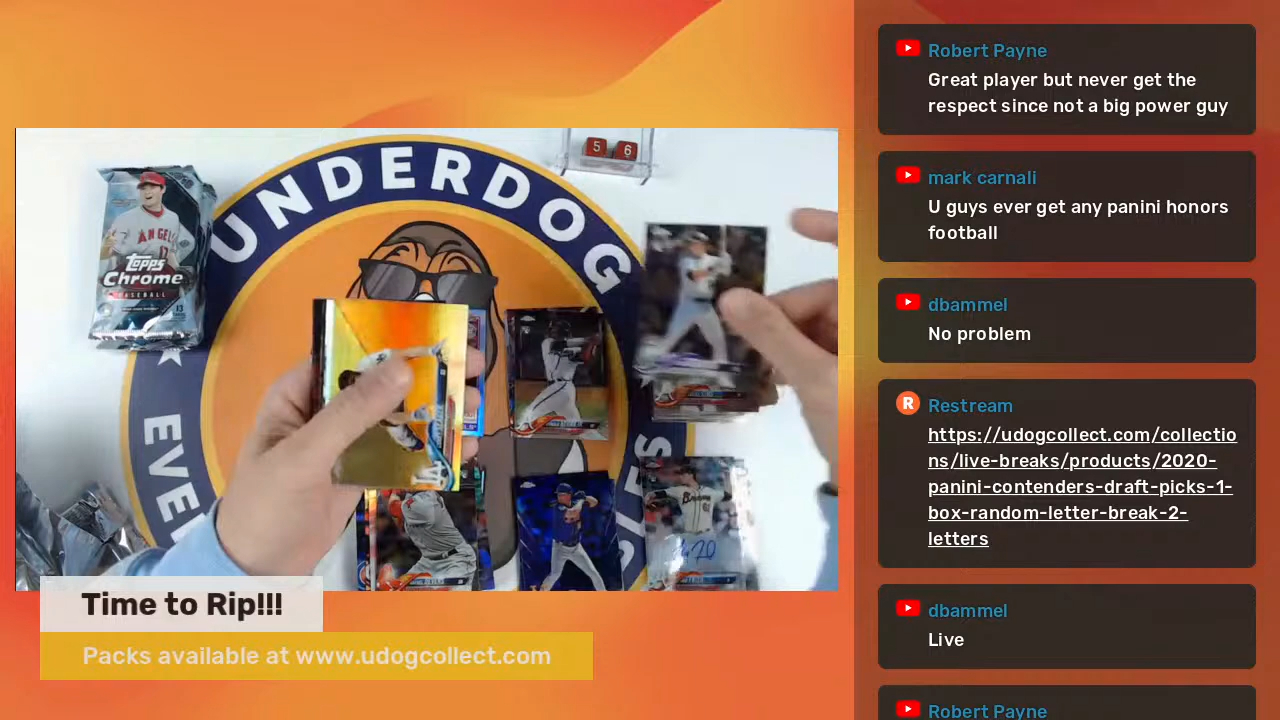 Robert Payne
Great player but never get the
respect since not a big power guy
mark carnali
U guys ever get any panini honors
football
dbammel
No problem
Restream
https://udogcollect.com/collectio
ns/live-breaks/products/2020-
panini-contenders-draft-picks-1-
box-random-letter-break-2-
letters
dbammel
Live
Robert Payne
UNDERDOG
EVE
5 6
ANGEL
Topps
Chrome
BASEBALL
Time to Rip!!!
Packs available at www.udogcollect.com